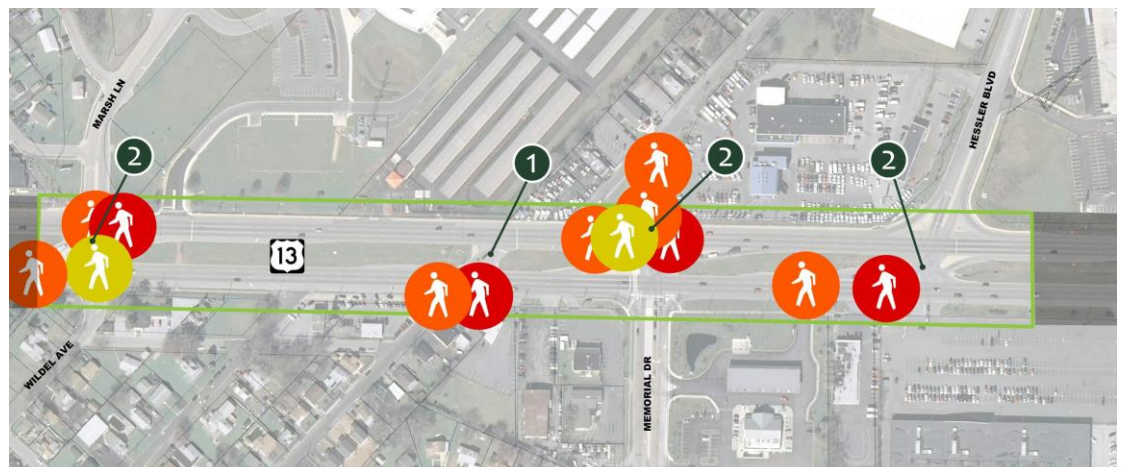 MARSH LN
HESSLER BLVD
2
1
2
2
13
WILDEL AVE
MEMORIAL DR